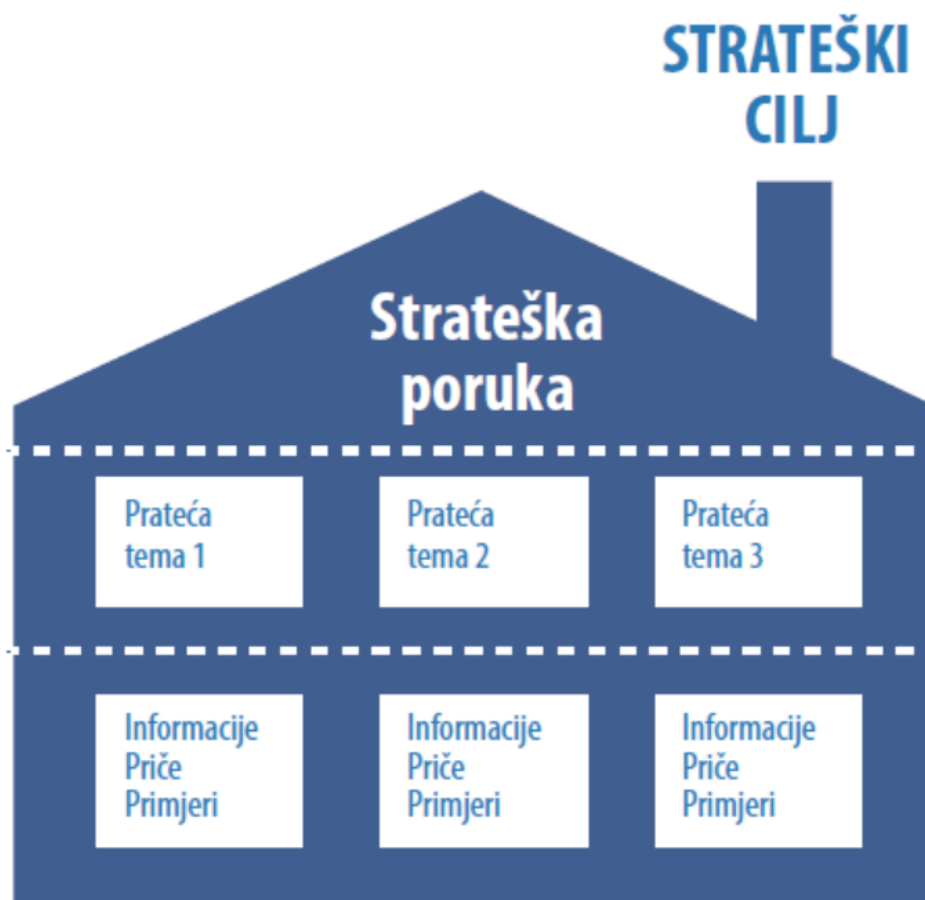 STRATEŠKI
CILJ
Strateška
poruka
Prateća
tema 1
Prateća
tema 2
Prateća
tema 3
Informacije
Priče
Primjeri
Informacije
Priče
Primjeri
Informacije
Priče
Primjeri